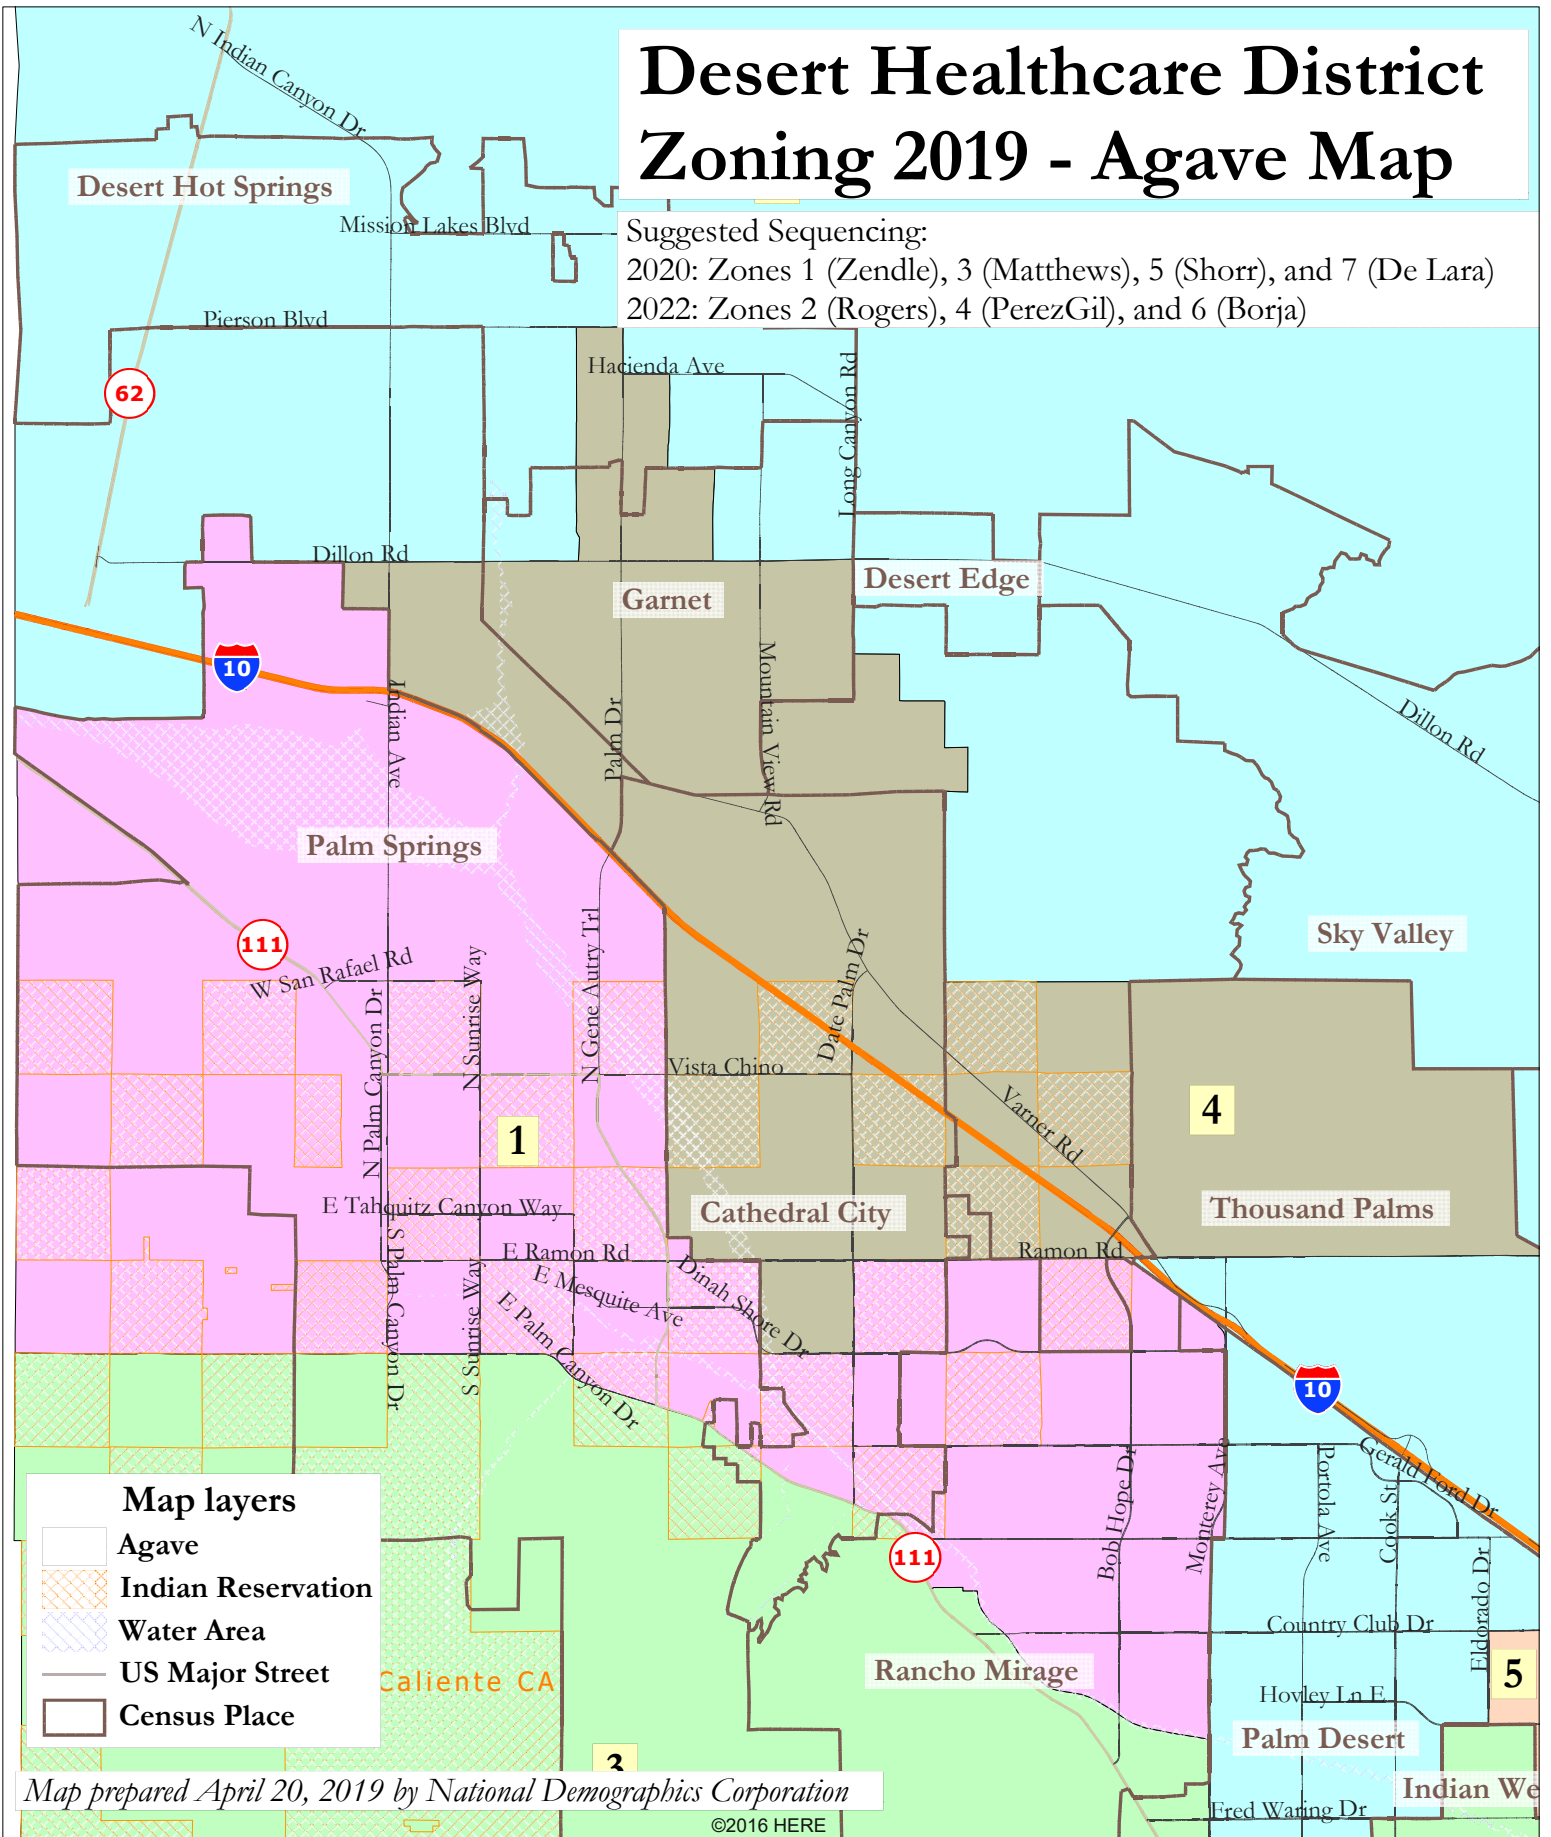 Desert Healthcare District
Zoning 2019 - Agave Map
Suggested Sequencing:
2020: Zones 1 (Zendle), 3 (Matthews), 5 (Shorr), and 7 (De Lara)
2022: Zones 2 (Rogers), 4 (PerezGil), and 6 (Borja)
N Indian Canyon Dr
Desert Hot Springs
Mission Lakes Blvd
Pierson Blvd
Hacienda Ave
62
Long Canyon Rd
Dillon Rd
Desert Edge
Garnet
10
Indian Ave
Palm Dr
Mountain View Rd
Dillon Rd
Palm Springs
111
W San Rafael Rd
N Palm Canyon Dr
N Sunrise Way
N Gene Autry Trl
Date Palm Dr
Sky Valley
Vista Chino
Varner Rd
1
4
E Tahquitz Canyon Way
Cathedral City
Thousand Palms
E Ramon Rd
Ramon Rd
S Palm Canyon Dr
S Sunrise Way
E Mesquite Ave
Dinah Shore Dr
E Palm Canyon Dr
10
Bob Hope Dr
Monterey Ave
Portola Ave
Cook St
Gerald Ford Dr
Eldorado Dr
111
Country Club Dr
Rancho Mirage
5
Hovley Ln E
Palm Desert
Indian We
Fred Waring Dr
Map layers
Agave
Indian Reservation
Water Area
US Major Street
Census Place
Caliente CA
3
Map prepared April 20, 2019 by National Demographics Corporation
©2016 HERE